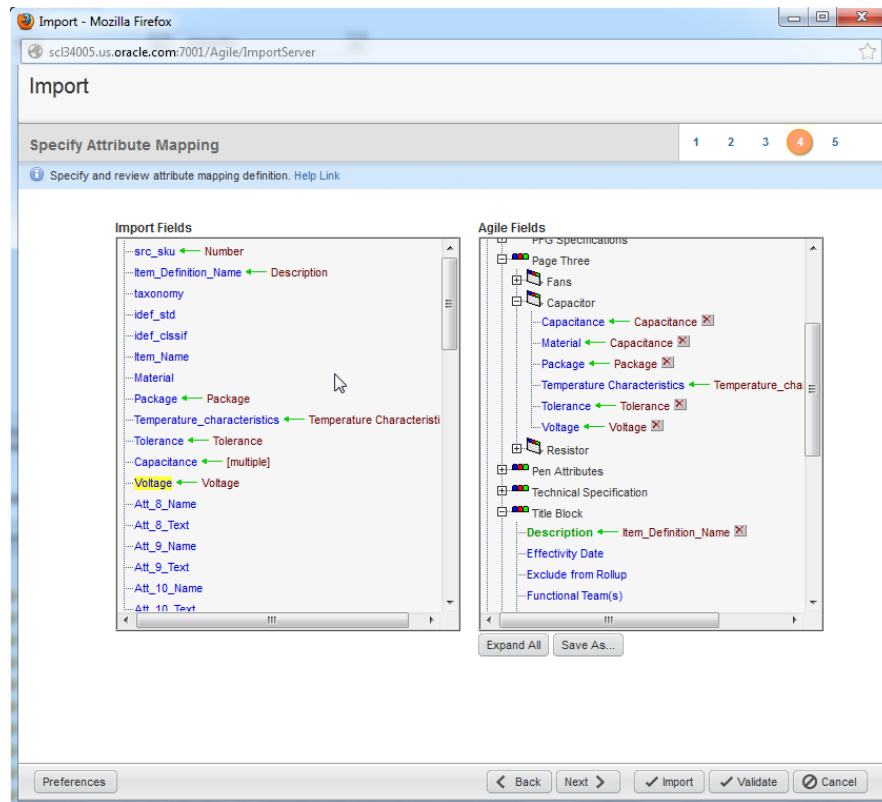 Import - Mozilla Firefox
scl34005.us.oracle.com:7001/Agile/ImportServer
Import
Specify Attribute Mapping
1 2 3 4 5
Specify and review attribute mapping definition. Help Link
Import Fields
src_sku Number
Item_Definition_Name Description
taxonomy
idef_std
idef_clssif
Item_Name
Material
Package Package
Temperature_characteristics Temperature Characteristi
Tolerance Tolerance
Capacitance [multiple]
Voltage Voltage
Att_8_Name
Att_8_Text
Att_9_Name
Att_9_Text
Att_10_Name
Att_10_Text
Agile Fields
PFG Specifications
Page Three
Fans
Capacitor
Capacitance Capacitance
Material Capacitance
Package Package
Temperature Characteristics Temperature_cha
Tolerance Tolerance
Voltage Voltage
Resistor
Pen Attributes
Technical Specification
Title Block
Description Item_Definition_Name
Effectivity Date
Exclude from Rollup
Functional Team(s)
Expand All Save As...
Preferences Back Next Import Validate Cancel